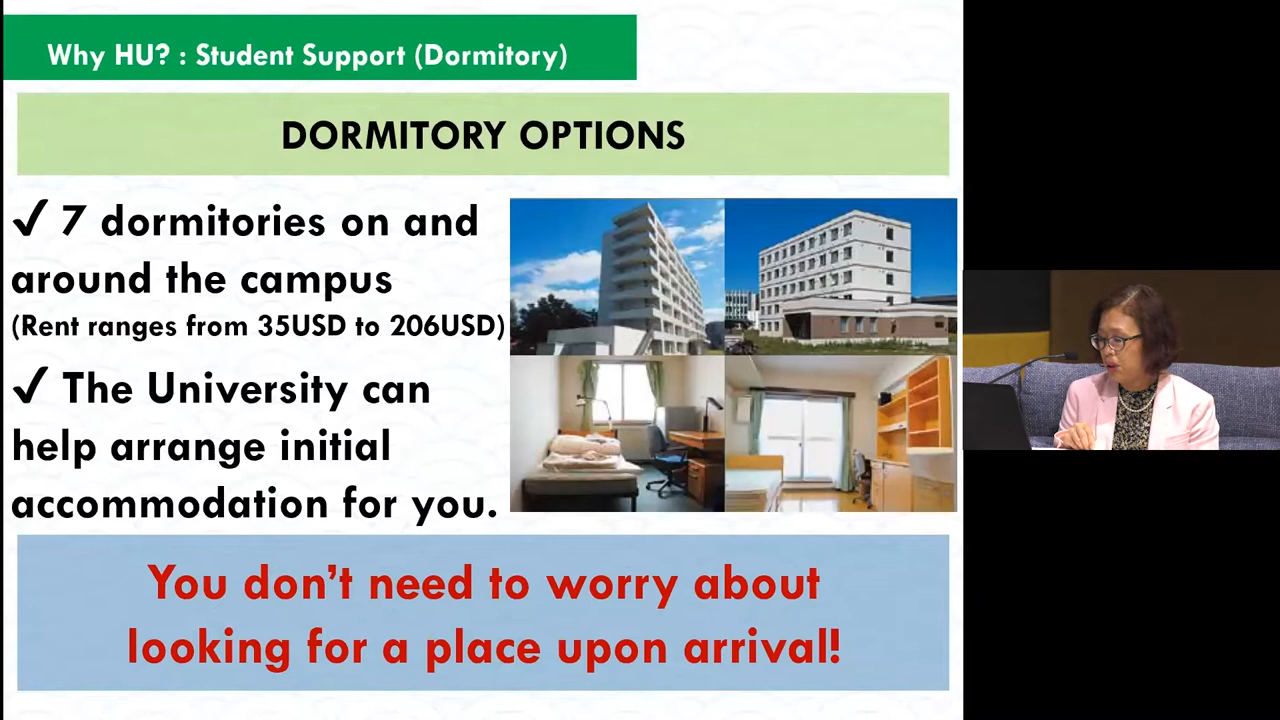 Why HU? : Student Support (Dormitory)
DORMITORY OPTIONS
✓ 7 dormitories on and
around the campus
(Rent ranges from 35USD to 206USD)
✓ The University can
help arrange initial
accommodation for you.
You don’t need to worry about
looking for a place upon arrival!